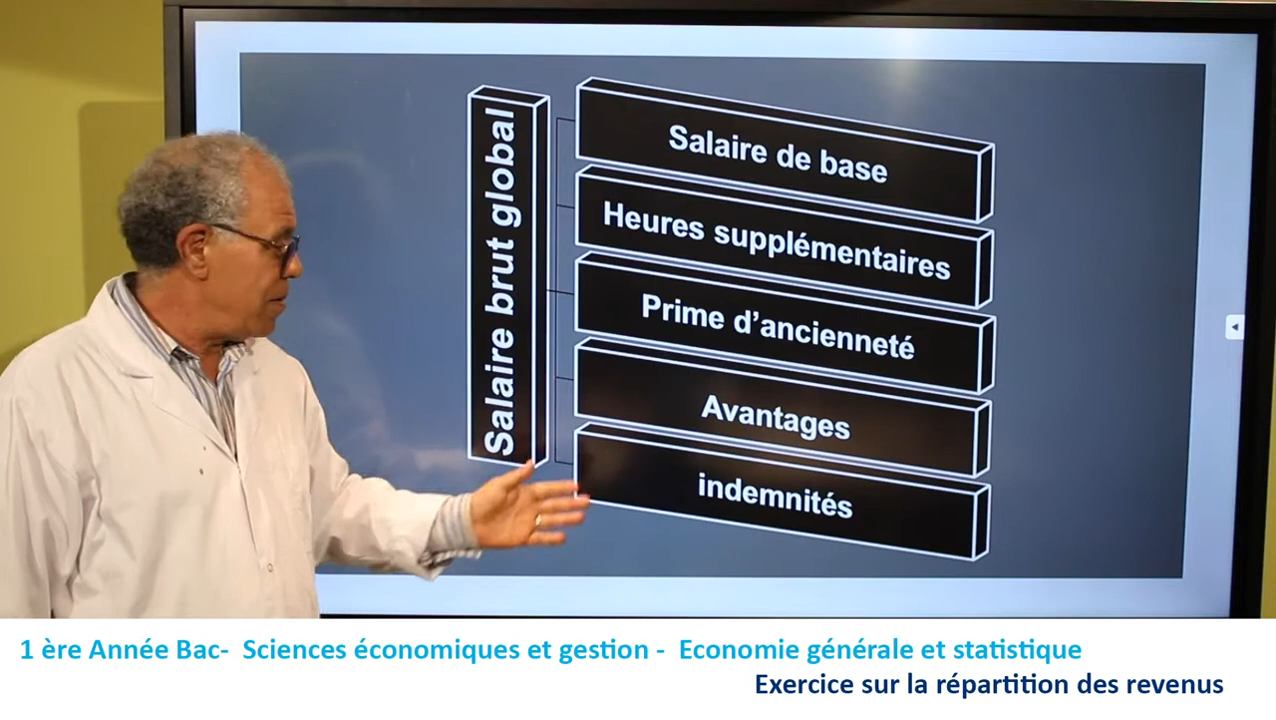 Salaire brut global
Salaire de base
Heures supplémentaires
Prime d'ancienneté
Avantages
indemnités
1 ère Année Bac- Sciences économiques et gestion - Economie générale et statistique
Exercice sur la répartition des revenus